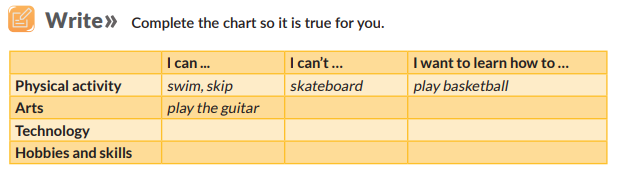 Write» Complete the chart so it is true for you.
I can ... I can't ... I want to learn how to ...
Physical activity swim, skip skateboard play basketball
Arts play the guitar
Technology
Hobbies and skills